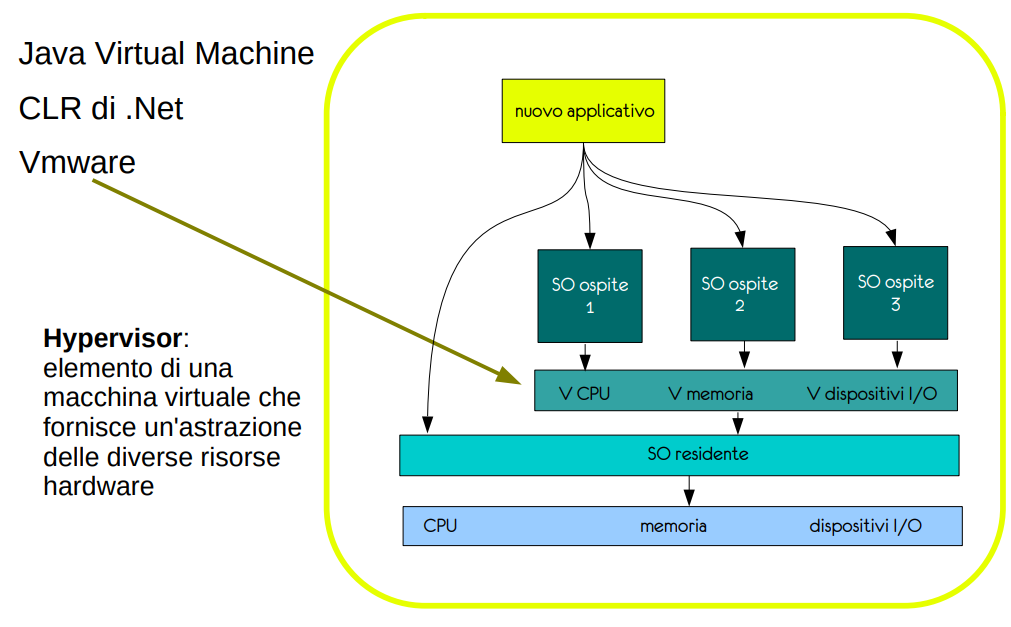 Java Virtual Machine
CLR di .Net
Vmware
Hypervisor:
elemento di una
macchina virtuale che
fornisce un'astrazione
delle diverse risorse
hardware
nuovo applicativo
SO ospite
1
SO ospite
2
SO ospite
3
V CPU
V memoria
V dispositivi I/O
SO residente
CPU
memoria
dispositivi I/O